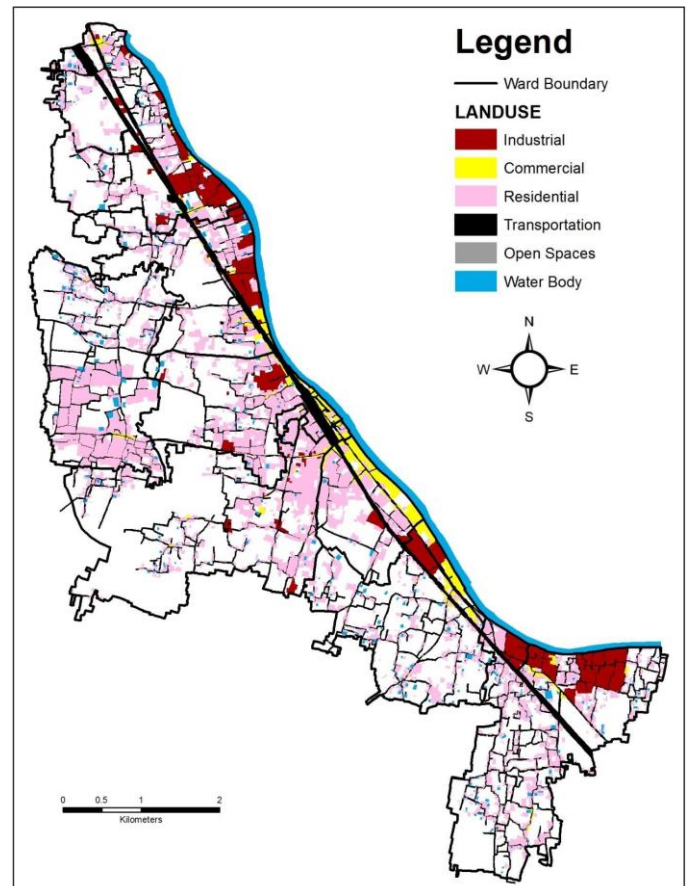 Legend
Ward Boundary
LANDUSE
Industrial
Commercial
Residential
Transportation
Open Spaces
Water Body
N
W E
S
0 0.5 1 2
Kilometers